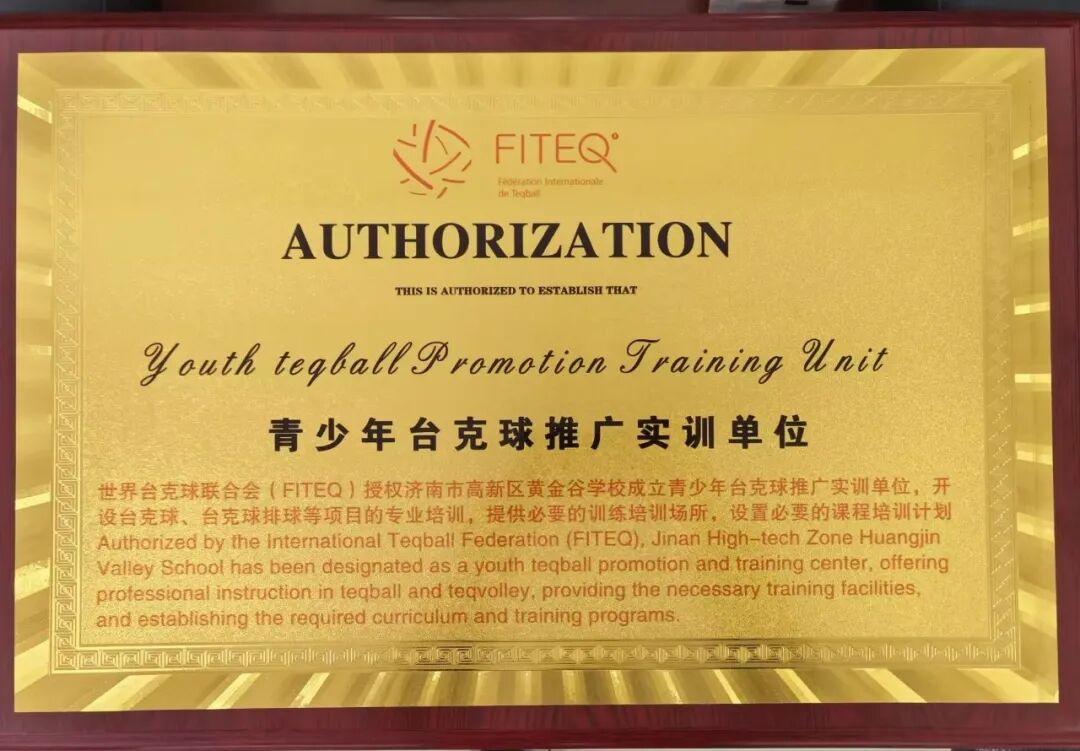 FITEQ
Fédération Internationale
de Teqball
AUTHORIZATION
THIS IS AUTHORIZED TO ESTABLISH THAT
Youth teqball Promotion Training Unit
青少年台克球推广实训单位
世界台克球联合会（FITEQ）授权济南市高新区黄金谷学校成立青少年台克球推广实训单位，开
设台克球、台克球排球等项目的专业培训，提供必要的训练培训场所，设置必要的课程培训计划
Authorized by the International Teqball Federation (FITEQ), Jinan High-tech Zone Huangjin
Valley School has been designated as a youth teqball promotion and training center, offering
professional instruction in teqball and teqvolley, providing the necessary training facilities,
and establishing the required curriculum and training programs.